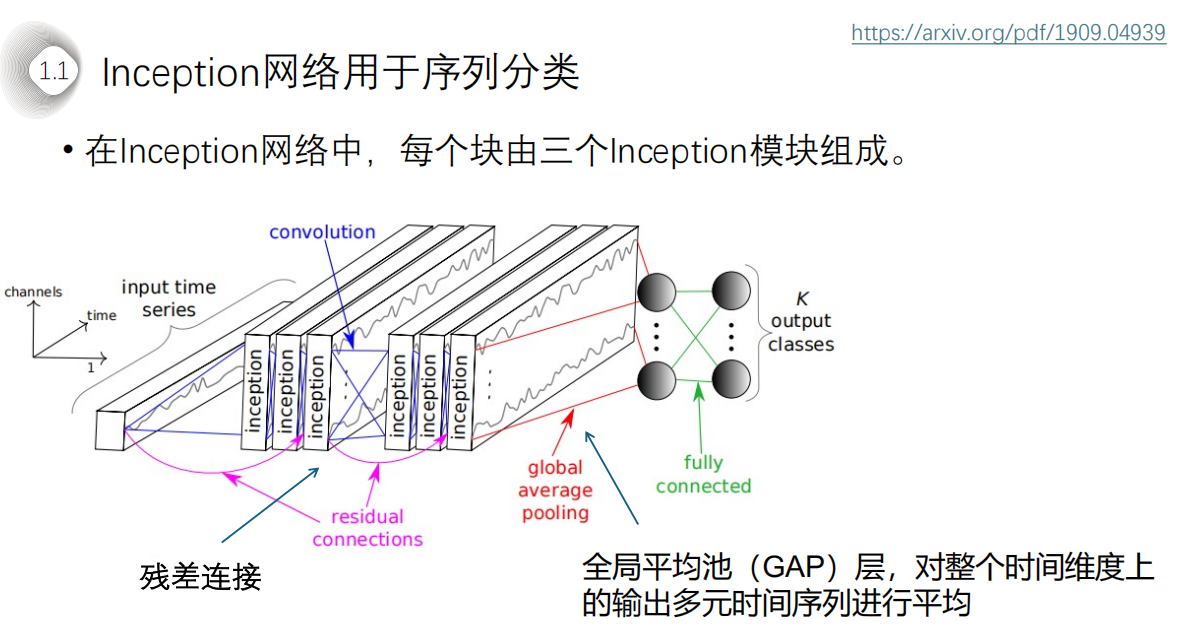 https://arxiv.org/pdf/1909.04939
1.1
Inception网络用于序列分类
• 在Inception网络中，每个块由三个Inception模块组成。
convolution
channels
time
1
input time
series
inception
inception
inception
inception
inception
inception
K
output
classes
global
average
pooling
fully
connected
residual
connections
残差连接
全局平均池（GAP）层，对整个时间维度上
的输出多元时间序列进行平均